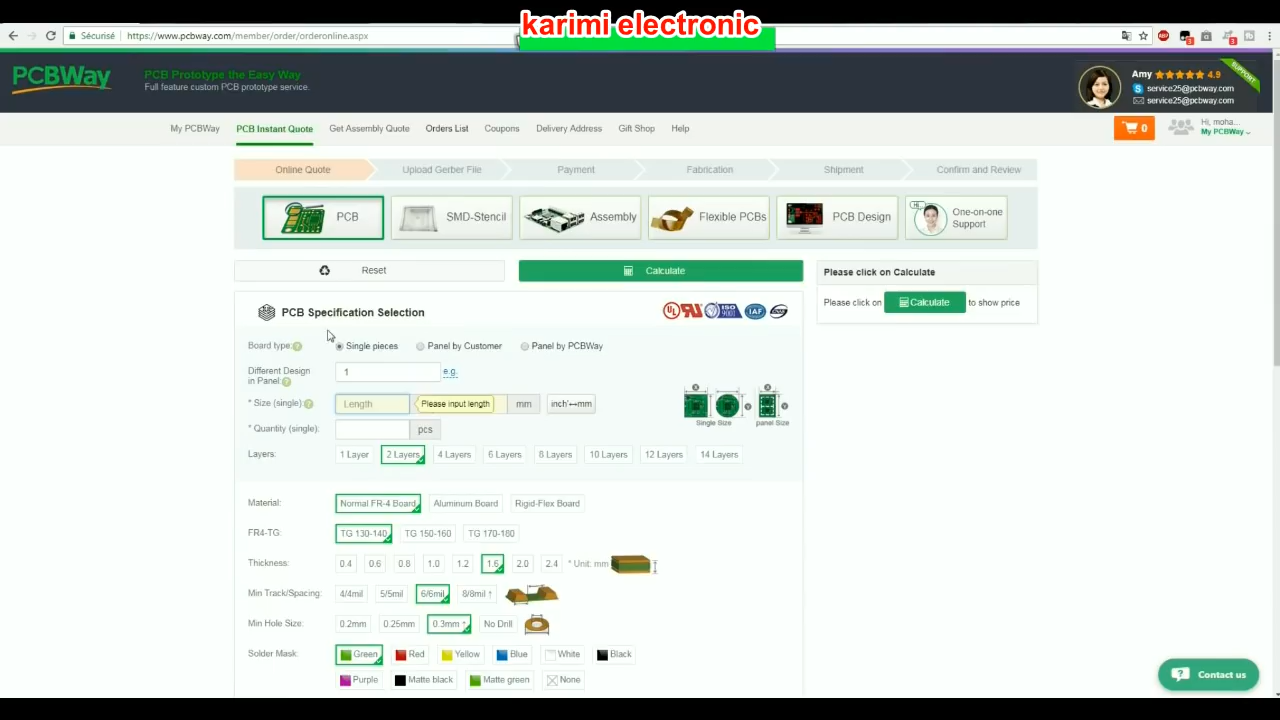 karimi electronic
Sécurisé https://www.pcbway.com/member/order/orderonline.aspx
PCBWay
PCB Prototype the Easy Way
Full feature custom PCB prototype service.
Amy 4.9
service25@pcbway.com
service25@pcbway.com
SUPPORT
My PCBWay PCB Instant Quote Get Assembly Quote Orders List Coupons Delivery Address Gift Shop Help
0
Hi, moha...
My PCBWay
Online Quote Upload Gerber File Payment Fabrication Shipment Confirm and Review
PCB SMD-Stencil Assembly Flexible PCBs PCB Design One-on-one Support
Reset Calculate
Please click on Calculate
Please click on Calculate to show price
PCB Specification Selection
Board type: Single pieces Panel by Customer Panel by PCBWay
Different Design in Panel: 1 e.g.
* Size (single): Length Please input length mm inch'↔mm
Single Size panel Size
* Quantity (single): pcs
Layers: 1 Layer 2 Layers 4 Layers 6 Layers 8 Layers 10 Layers 12 Layers 14 Layers
Material: Normal FR-4 Board Aluminum Board Rigid-Flex Board
FR4-TG: TG 130-140 TG 150-160 TG 170-180
Thickness: 0.4 0.6 0.8 1.0 1.2 1.6 2.0 2.4 * Unit: mm
Min Track/Spacing: 4/4mil 5/5mil 6/6mil 8/8mil ↑
Min Hole Size: 0.2mm 0.25mm 0.3mm ↑ No Drill
Solder Mask: Green Red Yellow Blue White Black
Purple Matte black Matte green None
Contact us